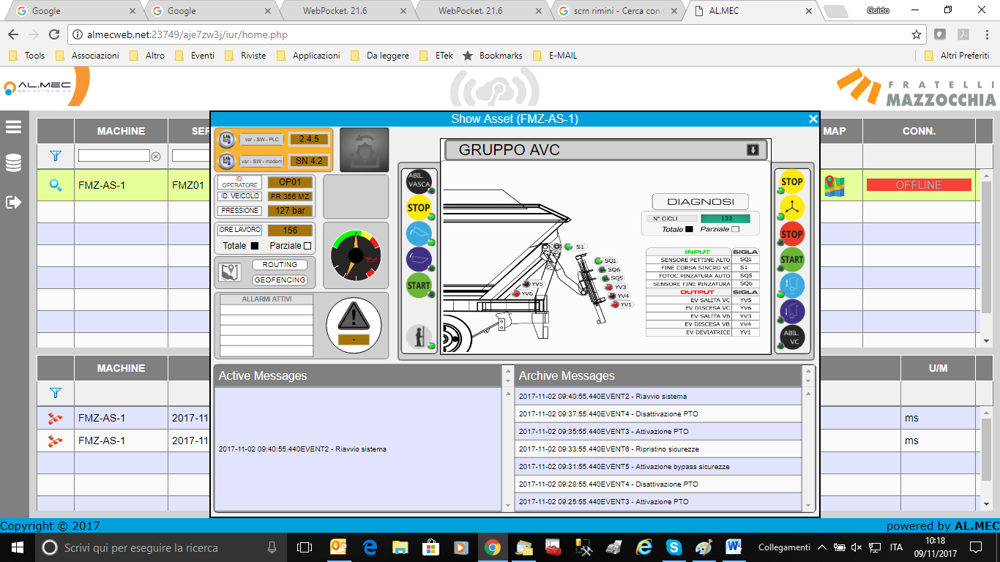 Google
Google
WebPocket. 21.6
WebPocket. 21.6
scm rimini - Cerca con
AL.MEC
Guido
almecweb.net:23749/aje7zw3j/iur/home.php
Tools
Associazioni
Altro
Eventi
Riviste
Applicazioni
Da leggere
ETek
Bookmarks
E-MAIL
Altri Preferiti
AL.MEC
MECHATRONICS
FRATELLI
MAZZOCCHIA
Show Asset (FMZ-AS-1)
MACHINE
SER
MAP
CONN.
FMZ-AS-1
FMZ01
OFFLINE
ver - SW - PLC
2.4.5
ver - SW - modem
SN 4.2
ID. OPERATORE
OP01
ID. VEICOLO
FR 356 MZ
PRESSIONE
127 bar
ORE LAVORO
156
Totale
Parziale
ROUTING
GEOFENCING
ALLARMI ATTIVI
-
GRUPPO AVC
ABIL. VASCA
STOP
START
DIAGNOSI
N° CICLI
132
Totale
Parziale
S1
SQ1
SQ6
SQ5
YV3
YV4
YV1
YV5
YV6
INPUT SIGLA
SENSORE PETTINE ALTO SQ1
FINE CORSA SINCRO VC S1
FOTOC.PINZATURA AUTO SQ5
SENSORE FINE PINZATURA SQ6
OUTPUT SIGLA
EV SALITA VC YV5
EV DISCESA VC YV6
EV SALITA VB YV3
EV DISCESA VB YV4
EV DEVIATRICE YV1
STOP
STOP
START
ABIL. VC
MACHINE
U/M
FMZ-AS-1
2017-11
ms
FMZ-AS-1
2017-11
ms
Active Messages
2017-11-02 09:40:55.440EVENT2 - Riavvio sistema
Archive Messages
2017-11-02 09:40:55.440EVENT2 - Riavvio sistema
2017-11-02 09:37:55.440EVENT4 - Disattivazione PTO
2017-11-02 09:35:55.440EVENT3 - Attivazione PTO
2017-11-02 09:33:55.440EVENT6 - Ripristino sicurezze
2017-11-02 09:31:55.440EVENT5 - Attivazione bypass sicurezze
2017-11-02 09:28:55.440EVENT4 - Disattivazione PTO
2017-11-02 09:25:55.440EVENT3 - Attivazione PTO
Copyright © 2017
powered by AL.MEC
Scrivi qui per eseguire la ricerca
Collegamenti
ITA
10:18
09/11/2017